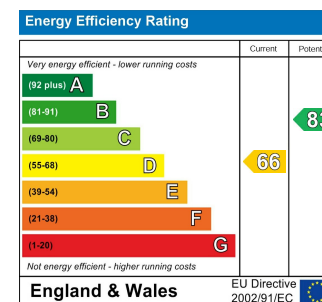 Energy Efficiency Rating
Current
Very energy efficient - lower running costs
(92 plus) A
(81-91) B
(69-80) C
(55-68) D
66
(39-54) E
(21-38) F
(1-20) G
Not energy efficient - higher running costs
England & Wales
EU Directive
2002/91/EC